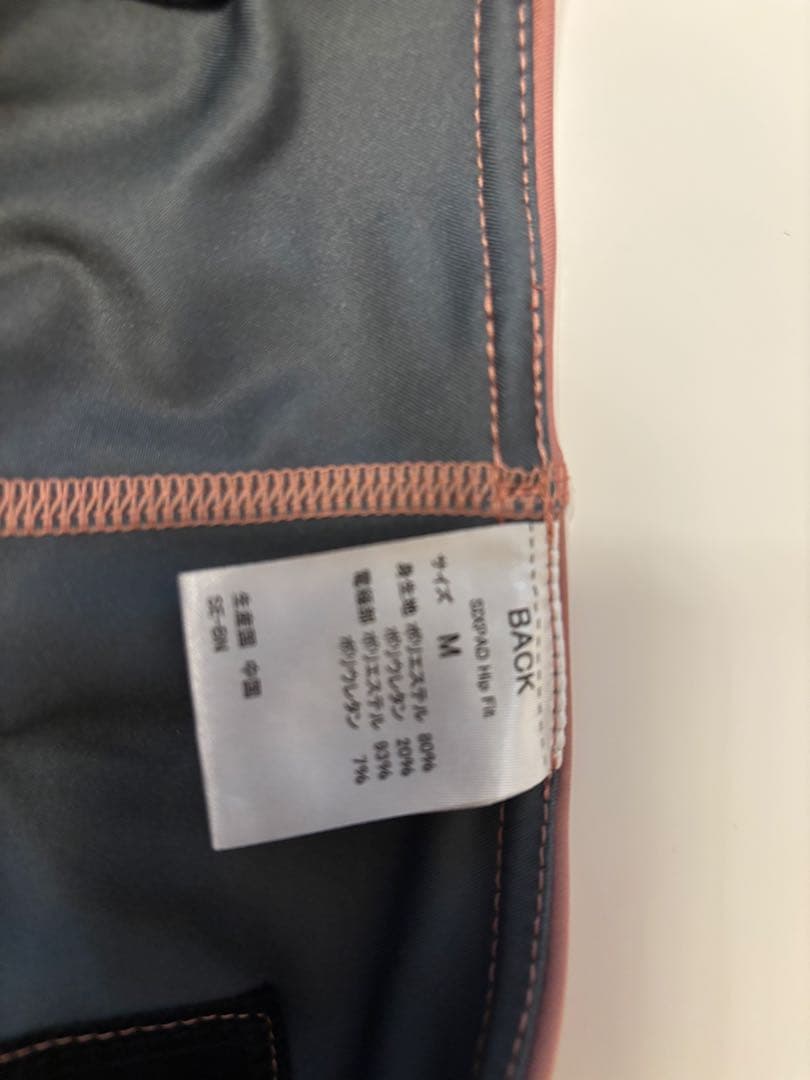 BACK
SIXPAD Hip Fit
サイズ M
身生地 ポリエステル 80%
ポリウレタン 20%
電極部 ポリエステル 93%
ポリウレタン 7%
生産国 中国
SE-BN